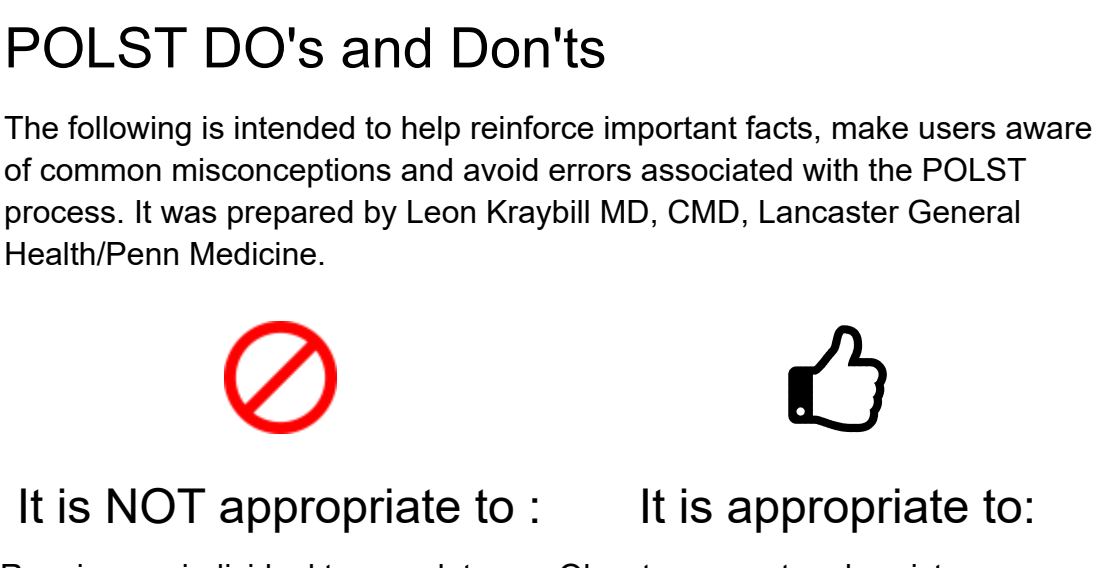 POLST DO's and Don'ts
The following is intended to help reinforce important facts, make users aware
of common misconceptions and avoid errors associated with the POLST
process. It was prepared by Leon Kraybill MD, CMD, Lancaster General
Health/Penn Medicine.
It is NOT appropriate to :
It is appropriate to: